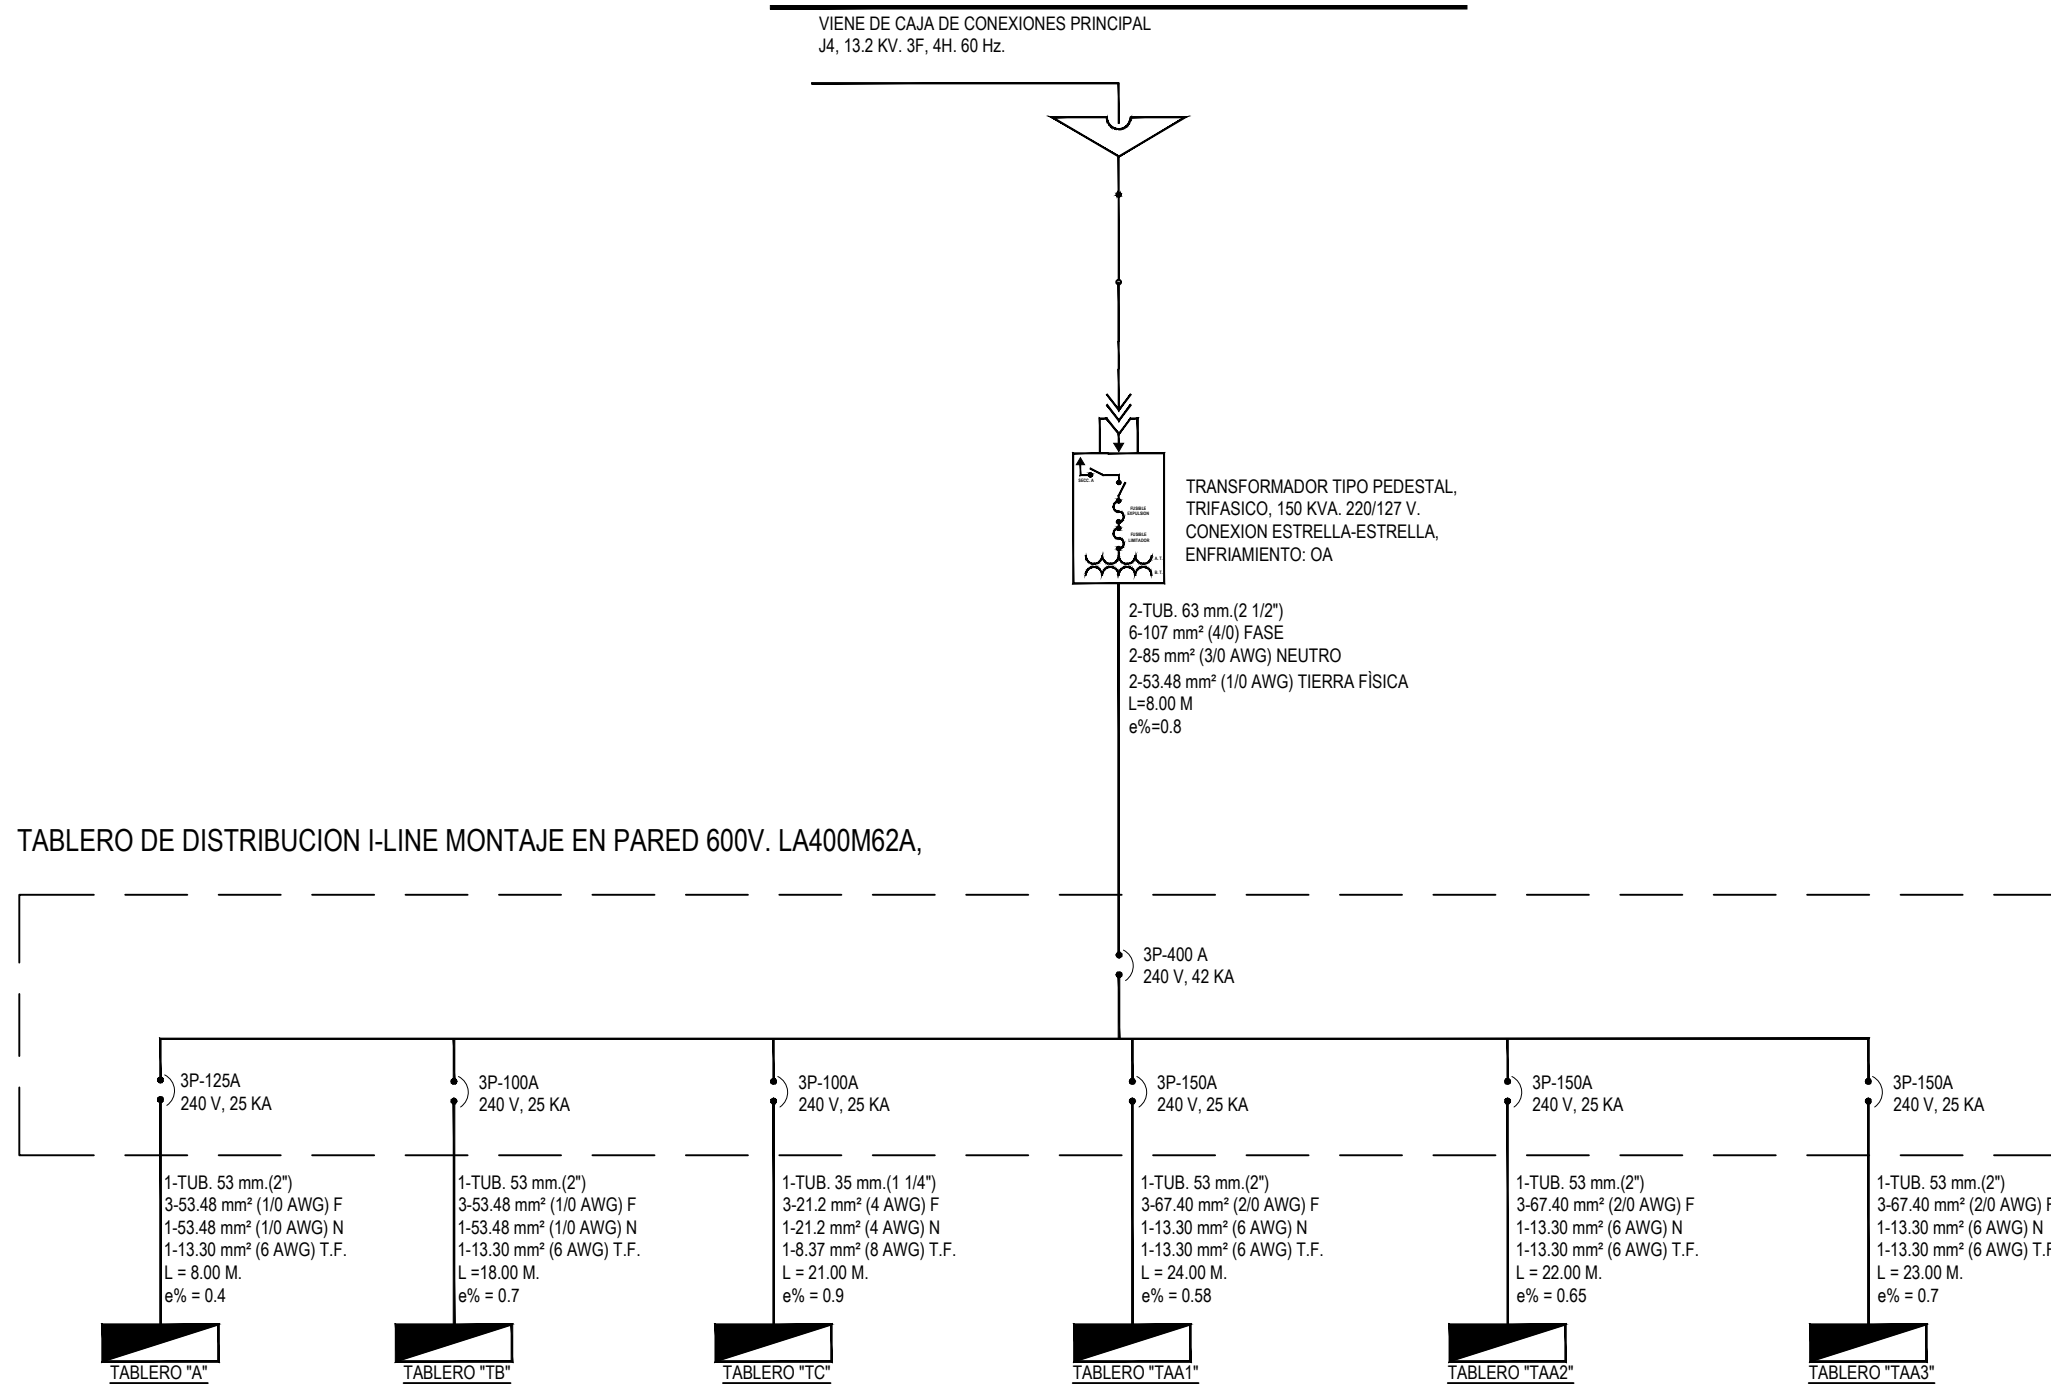 VIENE DE CAJA DE CONEXIONES PRINCIPAL
J4, 13.2 KV. 3F, 4H. 60 Hz.
SECC. A
FUSIBLE
EXPULSION
FUSIBLE
LIMITADOR
A.T.
B.T.
TRANSFORMADOR TIPO PEDESTAL,
TRIFASICO, 150 KVA. 220/127 V.
CONEXION ESTRELLA-ESTRELLA,
ENFRIAMIENTO: OA
2-TUB. 63 mm.(2 1/2")
6-107 mm² (4/0) FASE
2-85 mm² (3/0 AWG) NEUTRO
2-53.48 mm² (1/0 AWG) TIERRA FÌSICA
L=8.00 M
e%=0.8
TABLERO DE DISTRIBUCION I-LINE MONTAJE EN PARED 600V. LA400M62A,
3P-400 A
240 V, 42 KA
3P-125A
240 V, 25 KA
3P-100A
240 V, 25 KA
3P-100A
240 V, 25 KA
3P-150A
240 V, 25 KA
3P-150A
240 V, 25 KA
3P-150A
240 V, 25 KA
1-TUB. 53 mm.(2")
3-53.48 mm² (1/0 AWG) F
1-53.48 mm² (1/0 AWG) N
1-13.30 mm² (6 AWG) T.F.
L = 8.00 M.
e% = 0.4
TABLERO "A"
1-TUB. 53 mm.(2")
3-53.48 mm² (1/0 AWG) F
1-53.48 mm² (1/0 AWG) N
1-13.30 mm² (6 AWG) T.F.
L =18.00 M.
e% = 0.7
TABLERO "TB"
1-TUB. 35 mm.(1 1/4")
3-21.2 mm² (4 AWG) F
1-21.2 mm² (4 AWG) N
1-8.37 mm² (8 AWG) T.F.
L = 21.00 M.
e% = 0.9
TABLERO "TC"
1-TUB. 53 mm.(2")
3-67.40 mm² (2/0 AWG) F
1-13.30 mm² (6 AWG) N
1-13.30 mm² (6 AWG) T.F.
L = 24.00 M.
e% = 0.58
TABLERO "TAA1"
1-TUB. 53 mm.(2")
3-67.40 mm² (2/0 AWG) F
1-13.30 mm² (6 AWG) N
1-13.30 mm² (6 AWG) T.F.
L = 22.00 M.
e% = 0.65
TABLERO "TAA2"
1-TUB. 53 mm.(2")
3-67.40 mm² (2/0 AWG) F
1-13.30 mm² (6 AWG) N
1-13.30 mm² (6 AWG) T.F
L = 23.00 M.
e% = 0.7
TABLERO "TAA3"